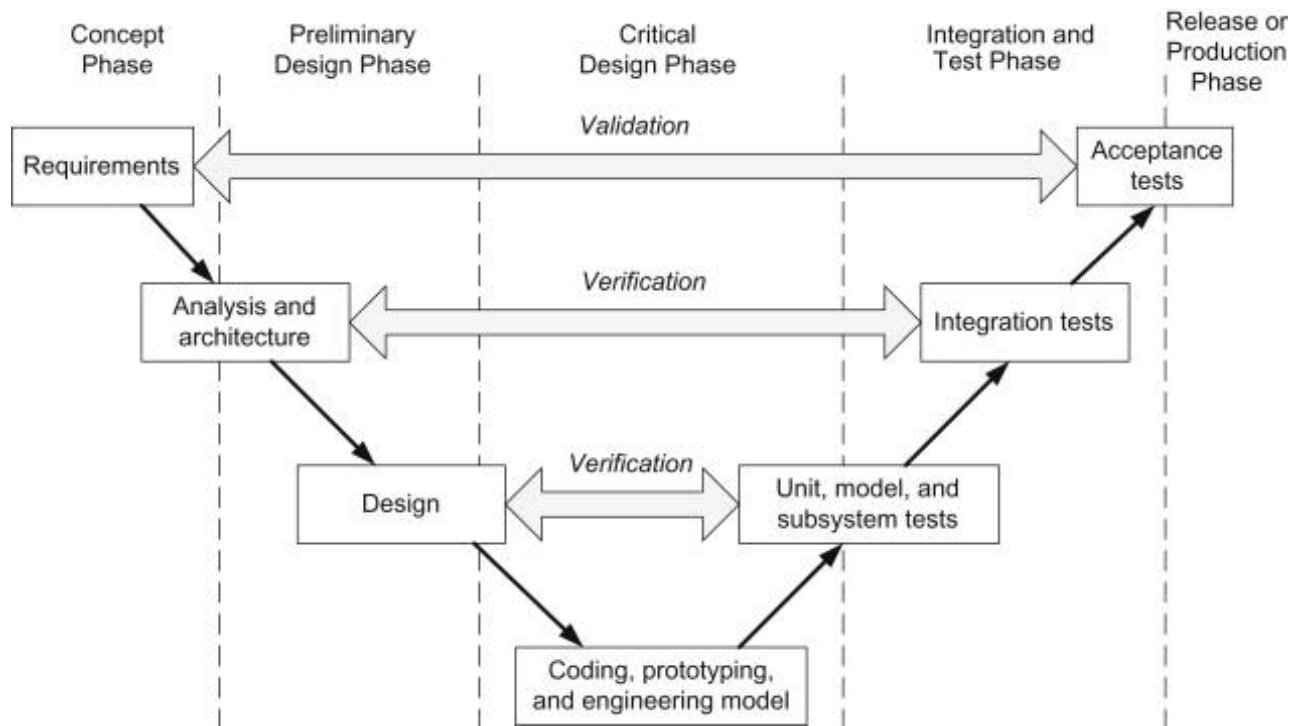 Concept
Phase
Preliminary
Design Phase
Critical
Design Phase
Integration and
Test Phase
Release or
Production
Phase
Validation
Requirements
Acceptance
tests
Verification
Analysis and
architecture
Integration tests
Verification
Design
Unit, model, and
subsystem tests
Coding, prototyping,
and engineering model